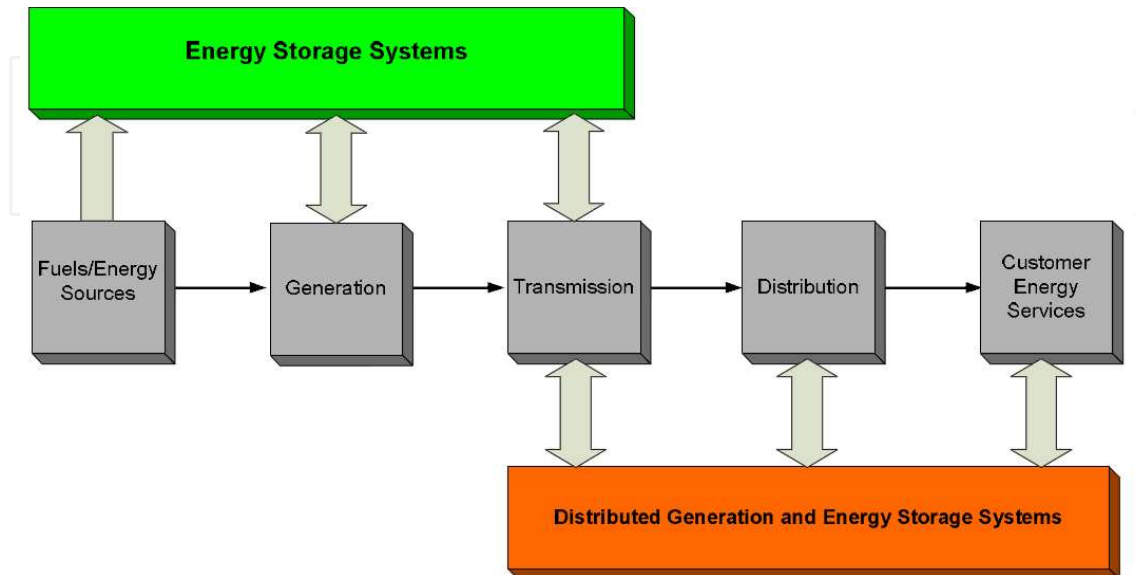 Energy Storage Systems
Fuels/Energy
Sources
Generation
Transmission
Distribution
Customer
Energy
Services
Distributed Generation and Energy Storage Systems